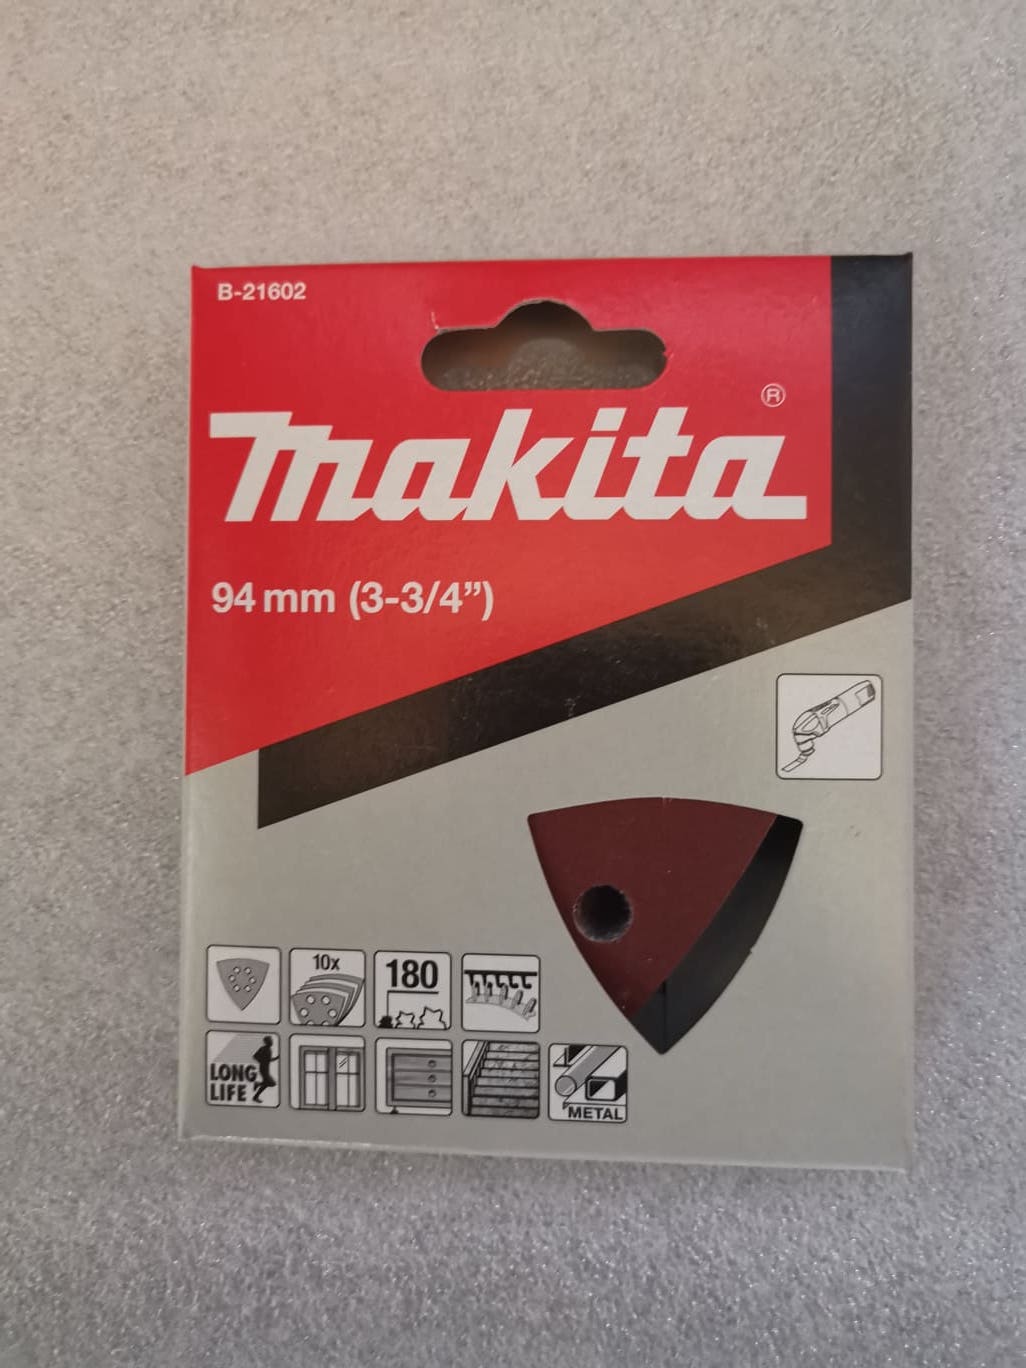 B-21602
makita®
94 mm (3-3/4”)
10x
180
LONG
LIFE
METAL